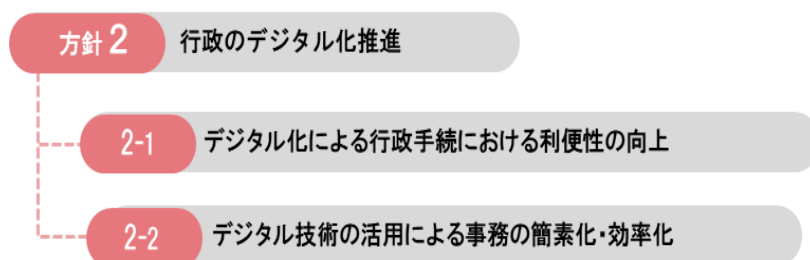 方針2 行政のデジタル化推進
2-1 デジタル化による行政手続における利便性の向上
2-2 デジタル技術の活用による事務の簡素化・効率化